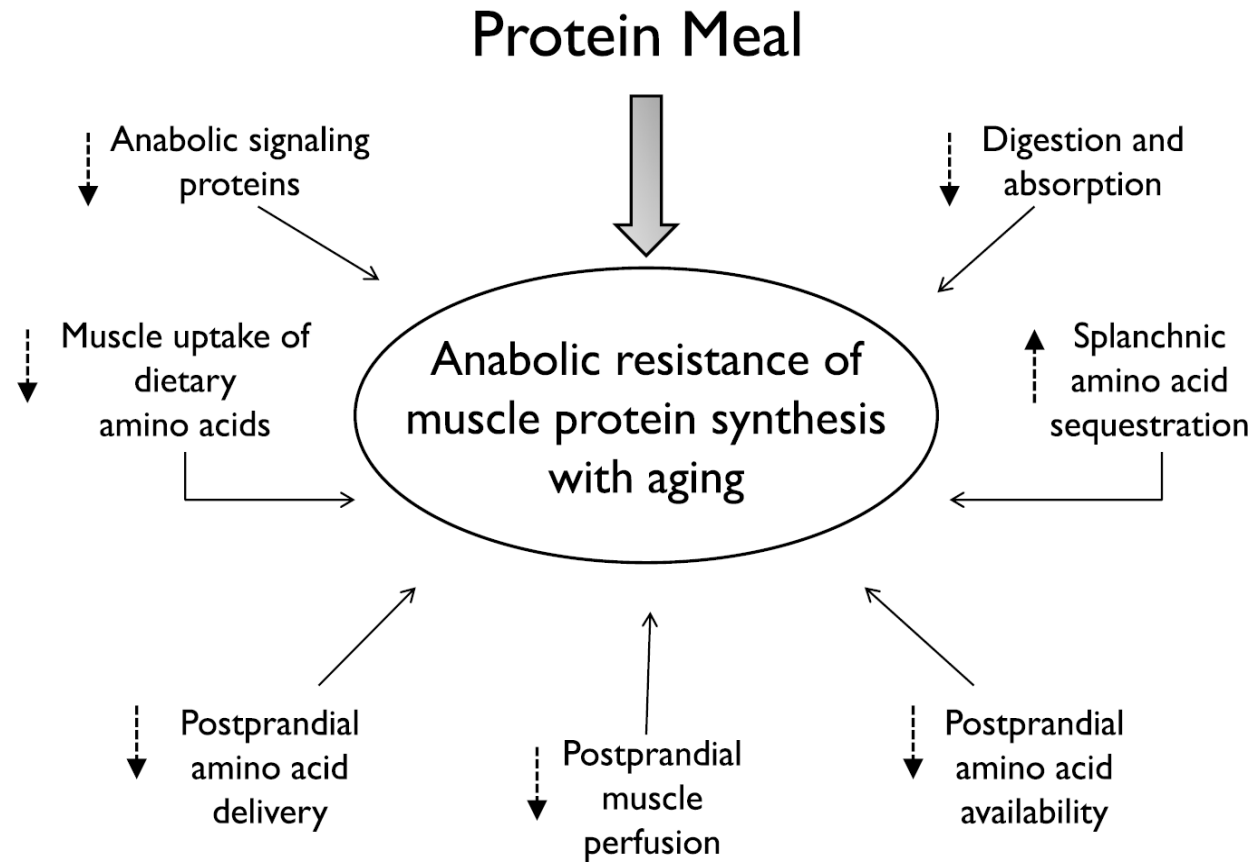 Protein Meal
Anabolic signaling
proteins
Digestion and
absorption
Muscle uptake of
dietary
amino acids
Anabolic resistance of
muscle protein synthesis
with aging
Splanchnic
amino acid
sequestration
Postprandial
amino acid
delivery
Postprandial
muscle
perfusion
Postprandial
amino acid
availability